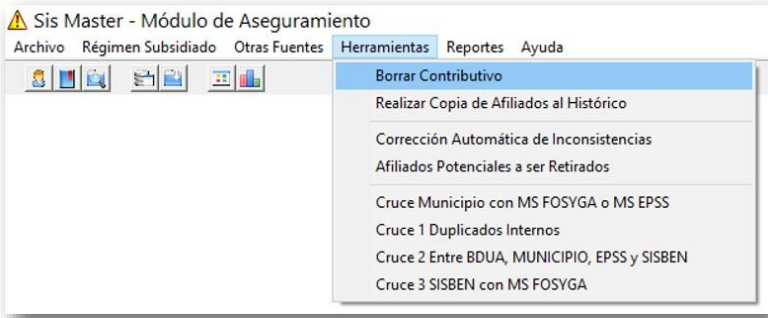 Sis Master - Módulo de Aseguramiento
Archivo Régimen Subsidiado Otras Fuentes Herramientas Reportes Ayuda
Borrar Contributivo
Realizar Copia de Afiliados al Histórico
Corrección Automática de Inconsistencias
Afiliados Potenciales a ser Retirados
Cruce Municipio con MS FOSYGA o MS EPSS
Cruce 1 Duplicados Internos
Cruce 2 Entre BDUA, MUNICIPIO, EPSS y SISBEN
Cruce 3 SISBEN con MS FOSYGA